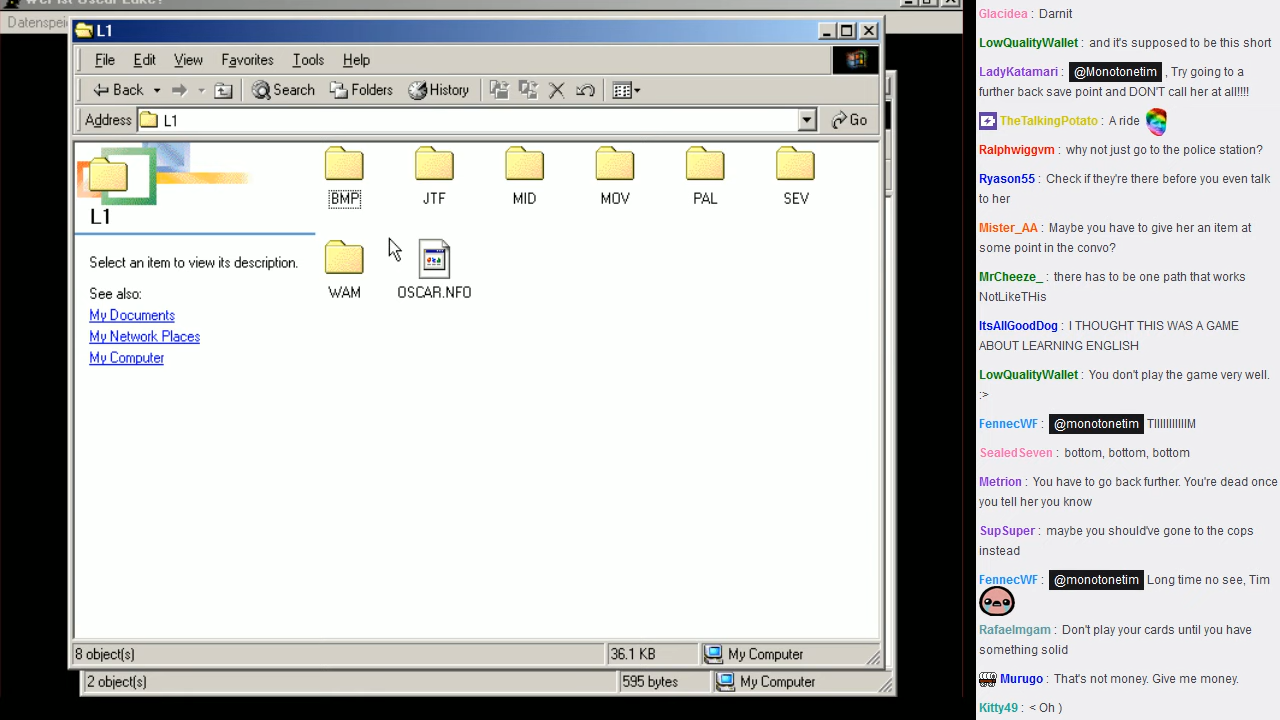 Wer ist Oscar Lake?
Datenspei
L1
File Edit View Favorites Tools Help
Back Search Folders History
Address L1 Go
BMP JTF MID MOV PAL SEV
L1
Select an item to view its description.
WAM OSCAR.NFO
See also:
My Documents
My Network Places
My Computer
8 object(s) 36.1 KB My Computer
2 object(s) 595 bytes My Computer
Glacidea : Darnit
LowQualityWallet : and it's supposed to be this short
LadyKatamari : @Monotonetim , Try going to a
further back save point and DON'T call her at all!!!!
TheTalkingPotato : A ride
Ralphwiggvm : why not just go to the police station?
Ryason55 : Check if they're there before you even talk
to her
Mister_AA : Maybe you have to give her an item at
some point in the convo?
MrCheeze_ : there has to be one path that works
NotLikeTHis
ItsAllGoodDog : I THOUGHT THIS WAS A GAME
ABOUT LEARNING ENGLISH
LowQualityWallet : You don't play the game very well.
:>
FennecWF : @monotonetim TIIIIIIIIIIIM
SealedSeven : bottom, bottom, bottom
Metrion : You have to go back further. You're dead once
you tell her you know
SupSuper : maybe you should've gone to the cops
instead
FennecWF : @monotonetim Long time no see, Tim
Rafaelmgam : Don't play your cards until you have
something solid
Murugo : That's not money. Give me money.
Kitty49 : < Oh )